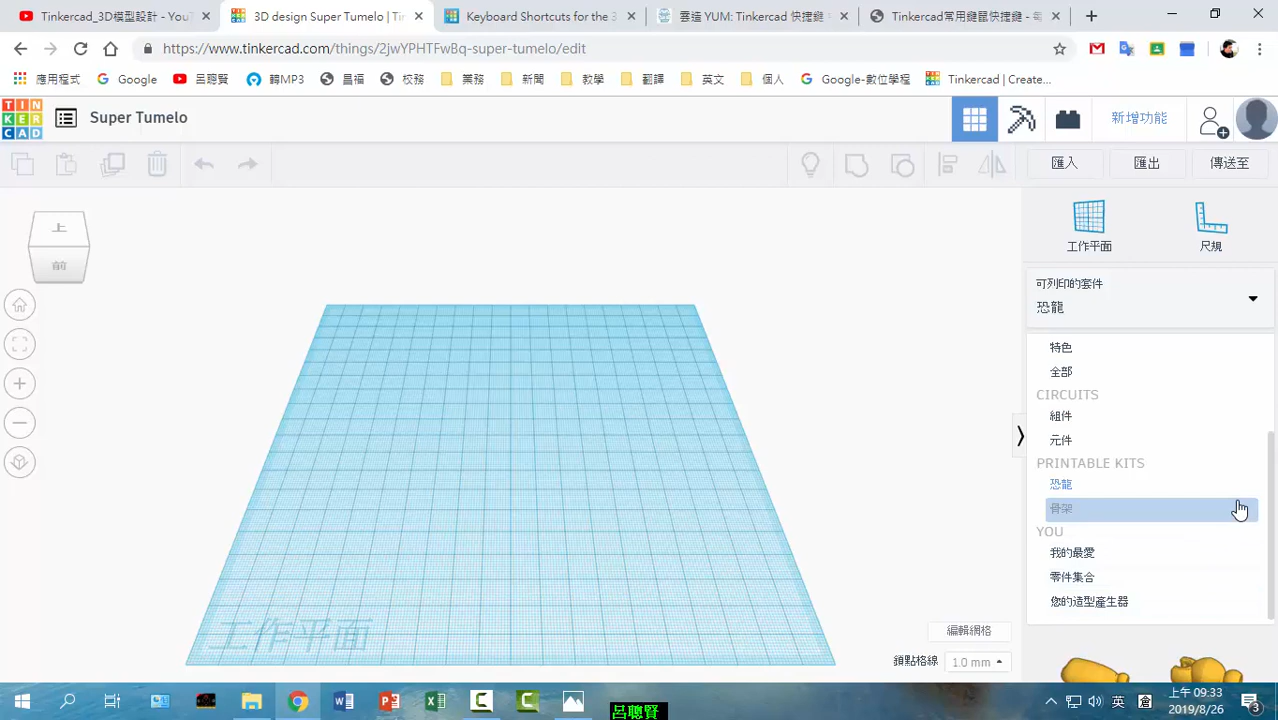 Tinkercad_3D模型設計 - YouT
3D design Super Tumelo | Tin
Keyboard Shortcuts for the 3
雲造 YUM: Tinkercad 快捷鍵
Tinkercad常用鍵鼠快捷鍵 - 每
https://www.tinkercad.com/things/2jwYPHTFwBq-super-tumelo/edit
應用程式
Google
呂聰賢
轉MP3
昌福
校務
業務
新聞
教學
翻譯
英文
個人
Google-數位學程
Tinkercad | Create...
TIN
KER
CAD
Super Tumelo
新增功能
匯入
匯出
傳送至
上
前
工作平面
尺規
可列印的套件
恐龍
特色
全部
CIRCUITS
組件
元件
PRINTABLE KITS
恐龍
骨架
YOU
我的最愛
零件集合
您的造型產生器
工作平面
編輯網格
鎖點格線
1.0 mm
英
倉
上午 09:33
2019/8/26
3
呂聰賢